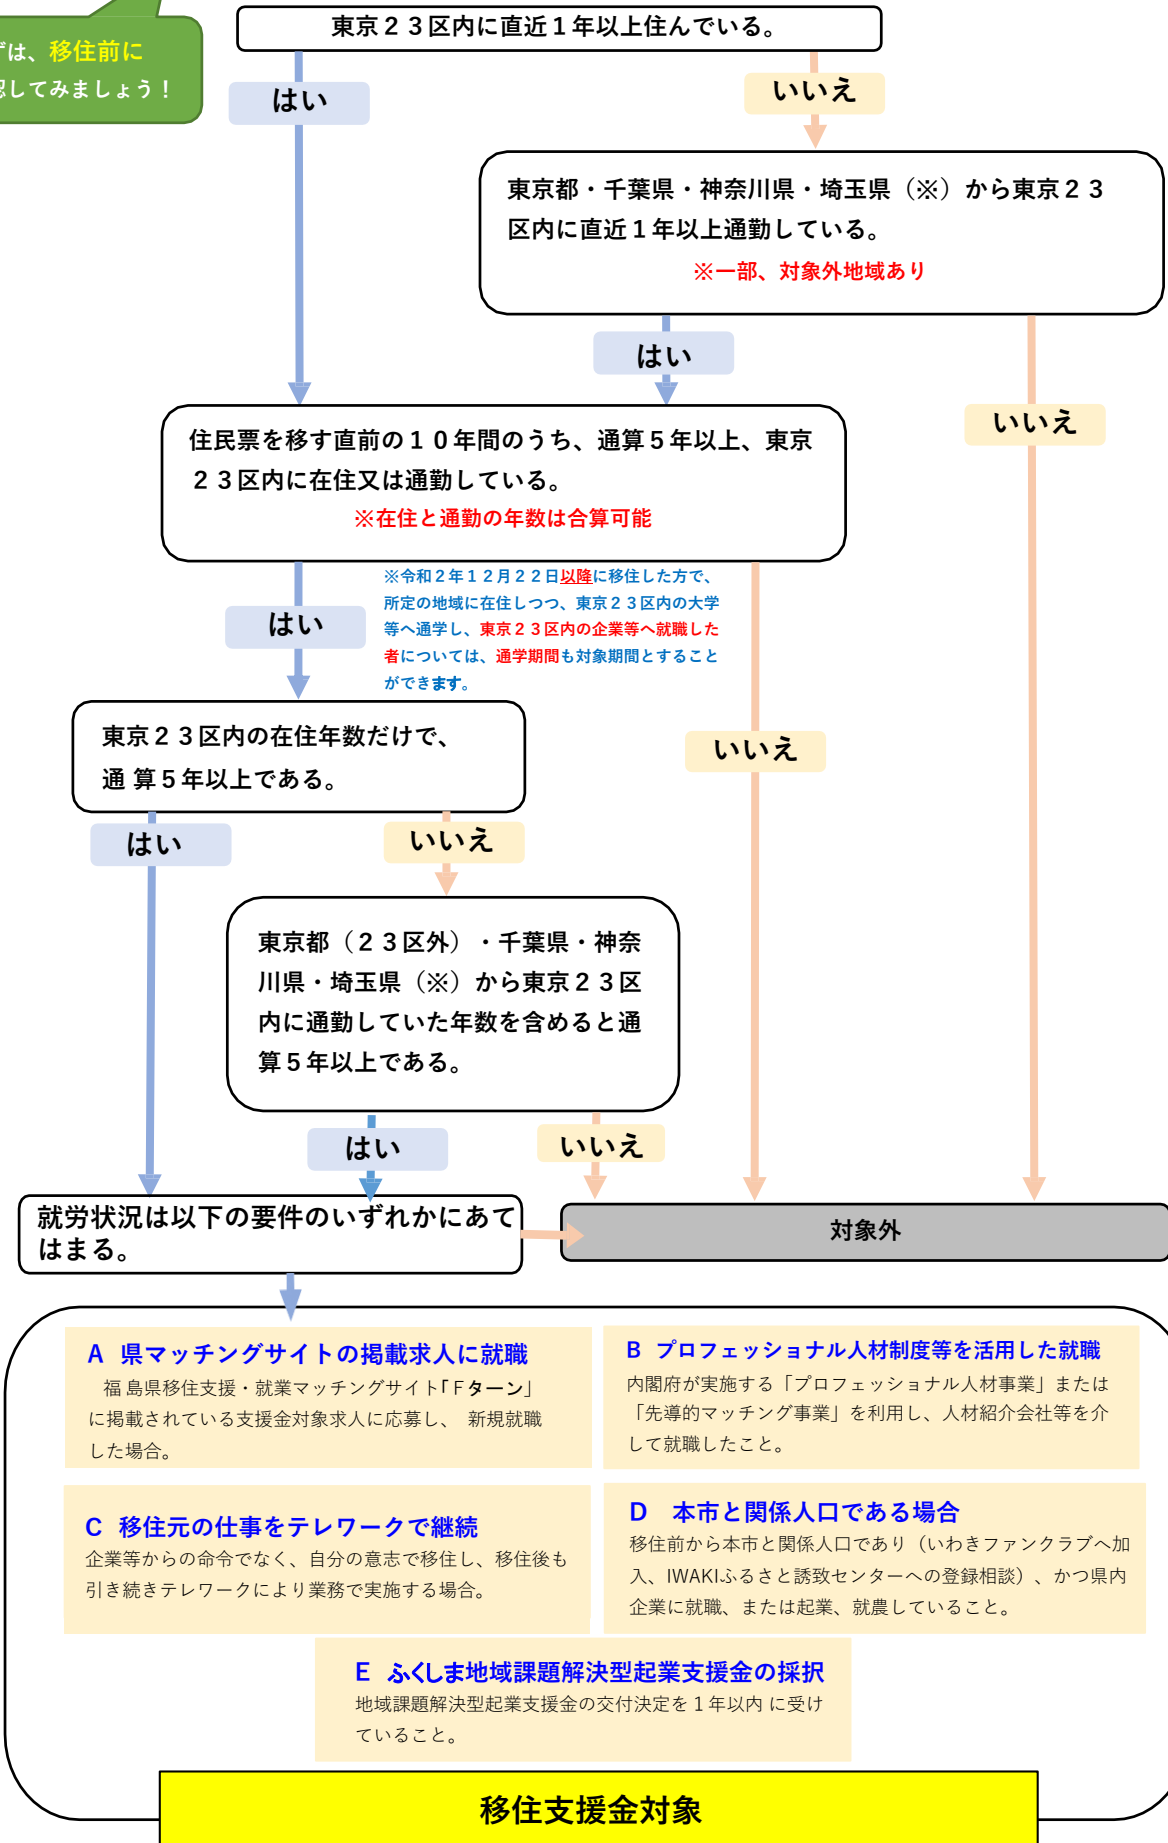 ずは、移住前に
認してみましょう！
東京２３区内に直近１年以上住んでいる。
はい
いいえ
東京都・千葉県・神奈川県・埼玉県（※）から東京２３
区内に直近１年以上通勤している。
※一部、対象外地域あり
はい
いいえ
住民票を移す直前の１０年間のうち、通算５年以上、東京
２３区内に在住又は通勤している。
※在住と通勤の年数は合算可能
はい
※令和２年１２月２２日以降に移住した方で、
所定の地域に在住しつつ、東京２３区内の大学
等へ通学し、東京２３区内の企業等へ就職した
者については、通学期間も対象期間とすること
ができます。
いいえ
東京２３区内の在住年数だけで、
通 算５年以上である。
はい
いいえ
東京都（２３区外）・千葉県・神奈
川県・埼玉県（※）から東京２３区
内に通勤していた年数を含めると通
算５年以上である。
はい
いいえ
就労状況は以下の要件のいずれかにあて
はまる。
対象外
A 県マッチングサイトの掲載求人に就職
福 島県移住支援・就業マッチングサイト「Ｆターン」
に掲載されている支援金対象求人に応募し、 新規就職
した場合。
B プロフェッショナル人材制度等を活用した就職
内閣府が実施する「プロフェッショナル人材事業」または
「先導的マッチング事業」を利用し、人材紹介会社等を介
して就職したこと。
C 移住元の仕事をテレワークで継続
企業等からの命令でなく、自分の意志で移住し、移住後も
引き続きテレワークにより業務で実施する場合。
D 本市と関係人口である場合
移住前から本市と関係人口であり（いわきファンクラブへ加
入、IWAKIふるさと誘致センターへの登録相談）、かつ県内
企業に就職、または起業、就農していること。
E ふくしま地域課題解決型起業支援金の採択
地域課題解決型起業支援金の交付決定を１年以内 に受け
ていること。
移住支援金対象